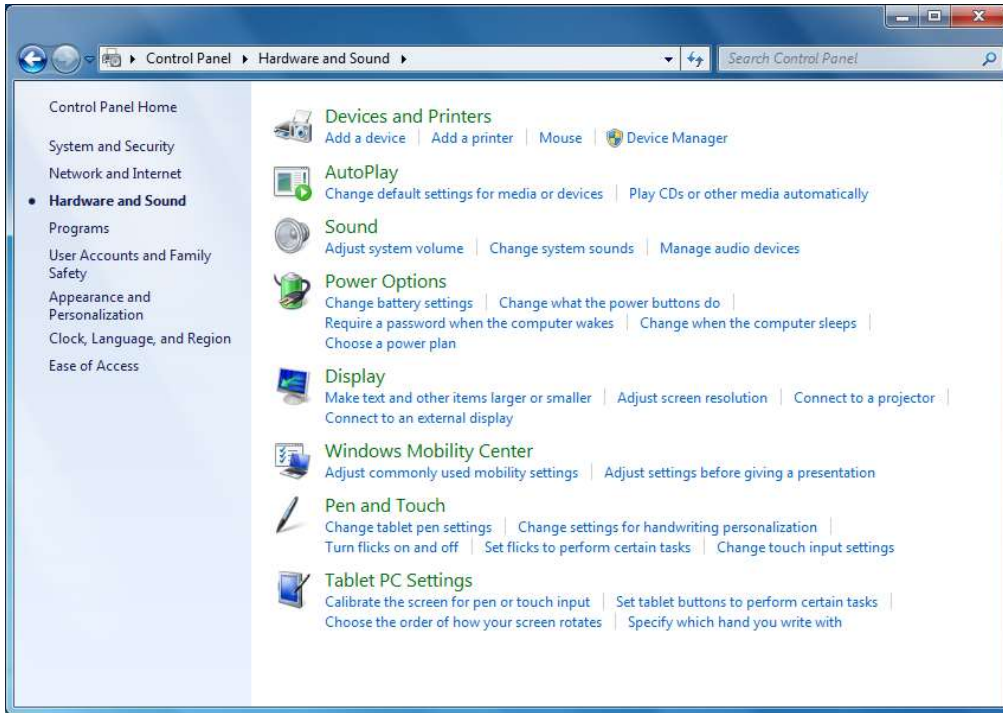 Control Panel ▸ Hardware and Sound ▸
Search Control Panel
Control Panel Home
System and Security
Network and Internet
• Hardware and Sound
Programs
User Accounts and Family
Safety
Appearance and
Personalization
Clock, Language, and Region
Ease of Access
Devices and Printers
Add a device | Add a printer | Mouse | Device Manager
AutoPlay
Change default settings for media or devices | Play CDs or other media automatically
Sound
Adjust system volume | Change system sounds | Manage audio devices
Power Options
Change battery settings | Change what the power buttons do |
Require a password when the computer wakes | Change when the computer sleeps |
Choose a power plan
Display
Make text and other items larger or smaller | Adjust screen resolution | Connect to a projector |
Connect to an external display
Windows Mobility Center
Adjust commonly used mobility settings | Adjust settings before giving a presentation
Pen and Touch
Change tablet pen settings | Change settings for handwriting personalization |
Turn flicks on and off | Set flicks to perform certain tasks | Change touch input settings
Tablet PC Settings
Calibrate the screen for pen or touch input | Set tablet buttons to perform certain tasks |
Choose the order of how your screen rotates | Specify which hand you write with